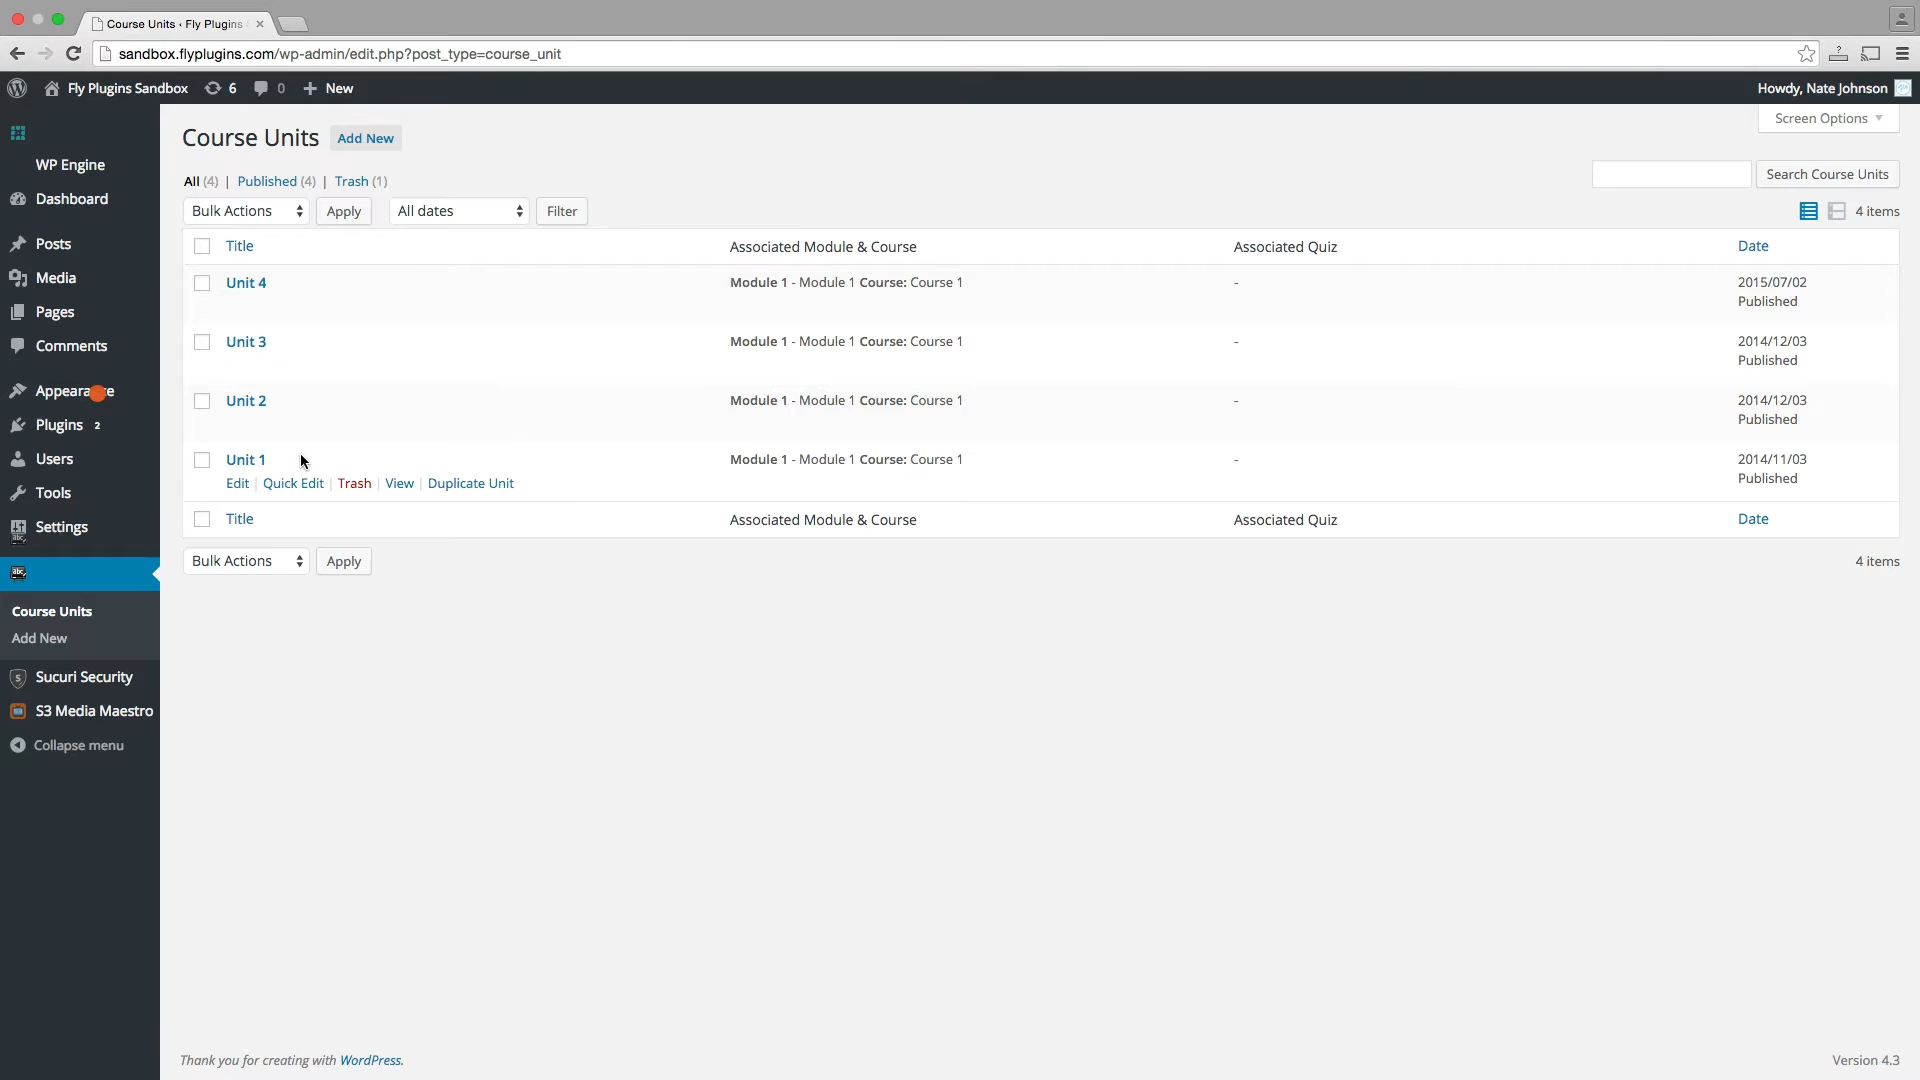 Course Units ‹ Fly Plugins
sandbox.flyplugins.com/wp-admin/edit.php?post_type=course_unit
Fly Plugins Sandbox 6 0 New Howdy, Nate Johnson
WP Engine
Dashboard
Posts
Media
Pages
Comments
Plugins 2
Users
Tools
Settings
abc
abc
Course Units
Add New
Sucuri Security
S3 Media Maestro
Collapse menu
Course Units Add New
Screen Options
All (4) | Published (4) | Trash (1)
Search Course Units
Bulk Actions Apply All dates Filter 4 items
Title Associated Module & Course Associated Quiz Date
Unit 4 Module 1 - Module 1 Course: Course 1 - 2015/07/02
Published
Unit 3 Module 1 - Module 1 Course: Course 1 - 2014/12/03
Published
Unit 2 Module 1 - Module 1 Course: Course 1 - 2014/12/03
Published
Unit 1 Module 1 - Module 1 Course: Course 1 - 2014/11/03
Edit | Quick Edit | Trash | View | Duplicate Unit Published
Title Associated Module & Course Associated Quiz Date
Bulk Actions Apply 4 items
Thank you for creating with WordPress. Version 4.3